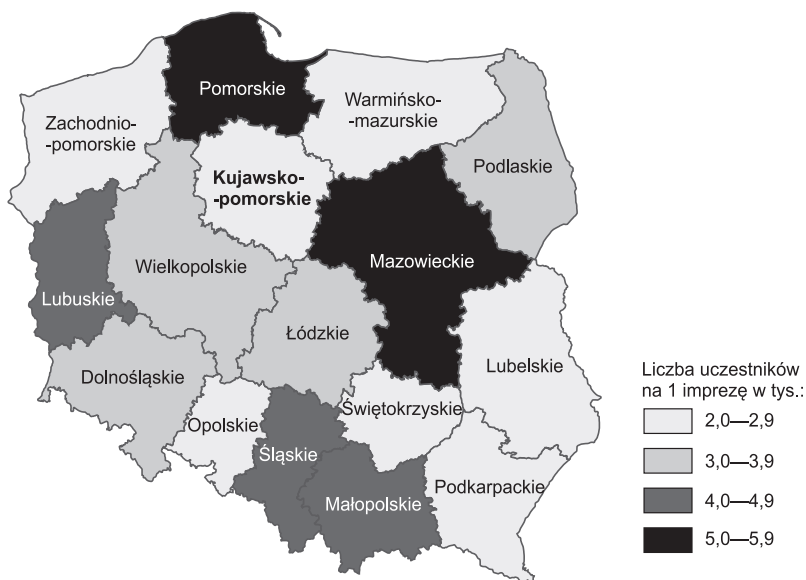 Pomorskie
Warmińsko-
-mazurskie
Zachodnio-
-pomorskie
Podlaskie
Kujawsko-
-pomorskie
Mazowieckie
Wielkopolskie
Lubuskie
Łódzkie
Lubelskie
Dolnośląskie
Opolskie
Świętokrzyskie
Śląskie
Małopolskie
Podkarpackie
Liczba uczestników
na 1 imprezę w tys.:
2,0—2,9
3,0—3,9
4,0—4,9
5,0—5,9